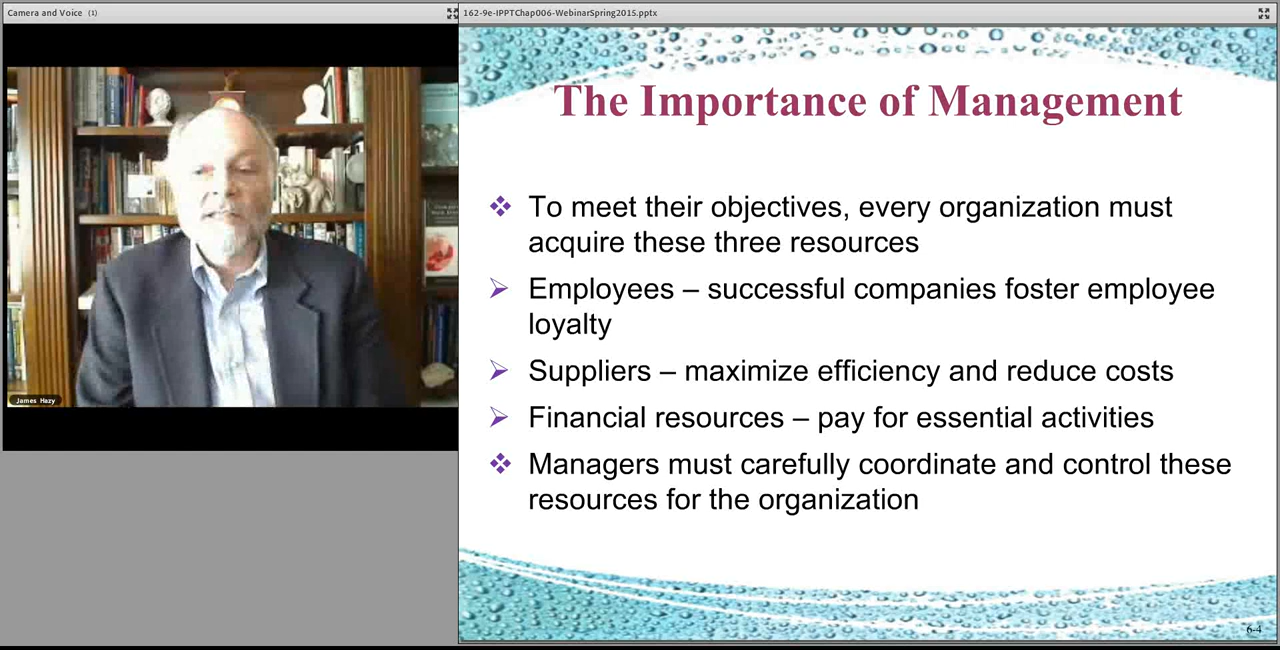 Camera and Voice (1)
162-9e-IPPTChap006-WebinarSpring2015.pptx
The Importance of Management
To meet their objectives, every organization must
acquire these three resources
Employees – successful companies foster employee
loyalty
Suppliers – maximize efficiency and reduce costs
Financial resources – pay for essential activities
Managers must carefully coordinate and control these
resources for the organization
James Hazy
6-4